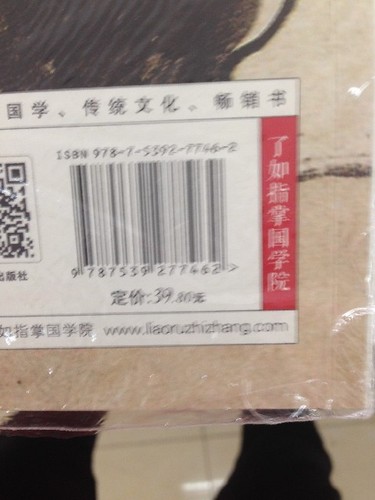 国学、传统文化、畅销书
ISBN 978-7-5392-7746-2
9 787539 277462 >
出版社
定价:39.80元
如指掌国学院 www.liaoruzhizhang.com
了如指掌国学院